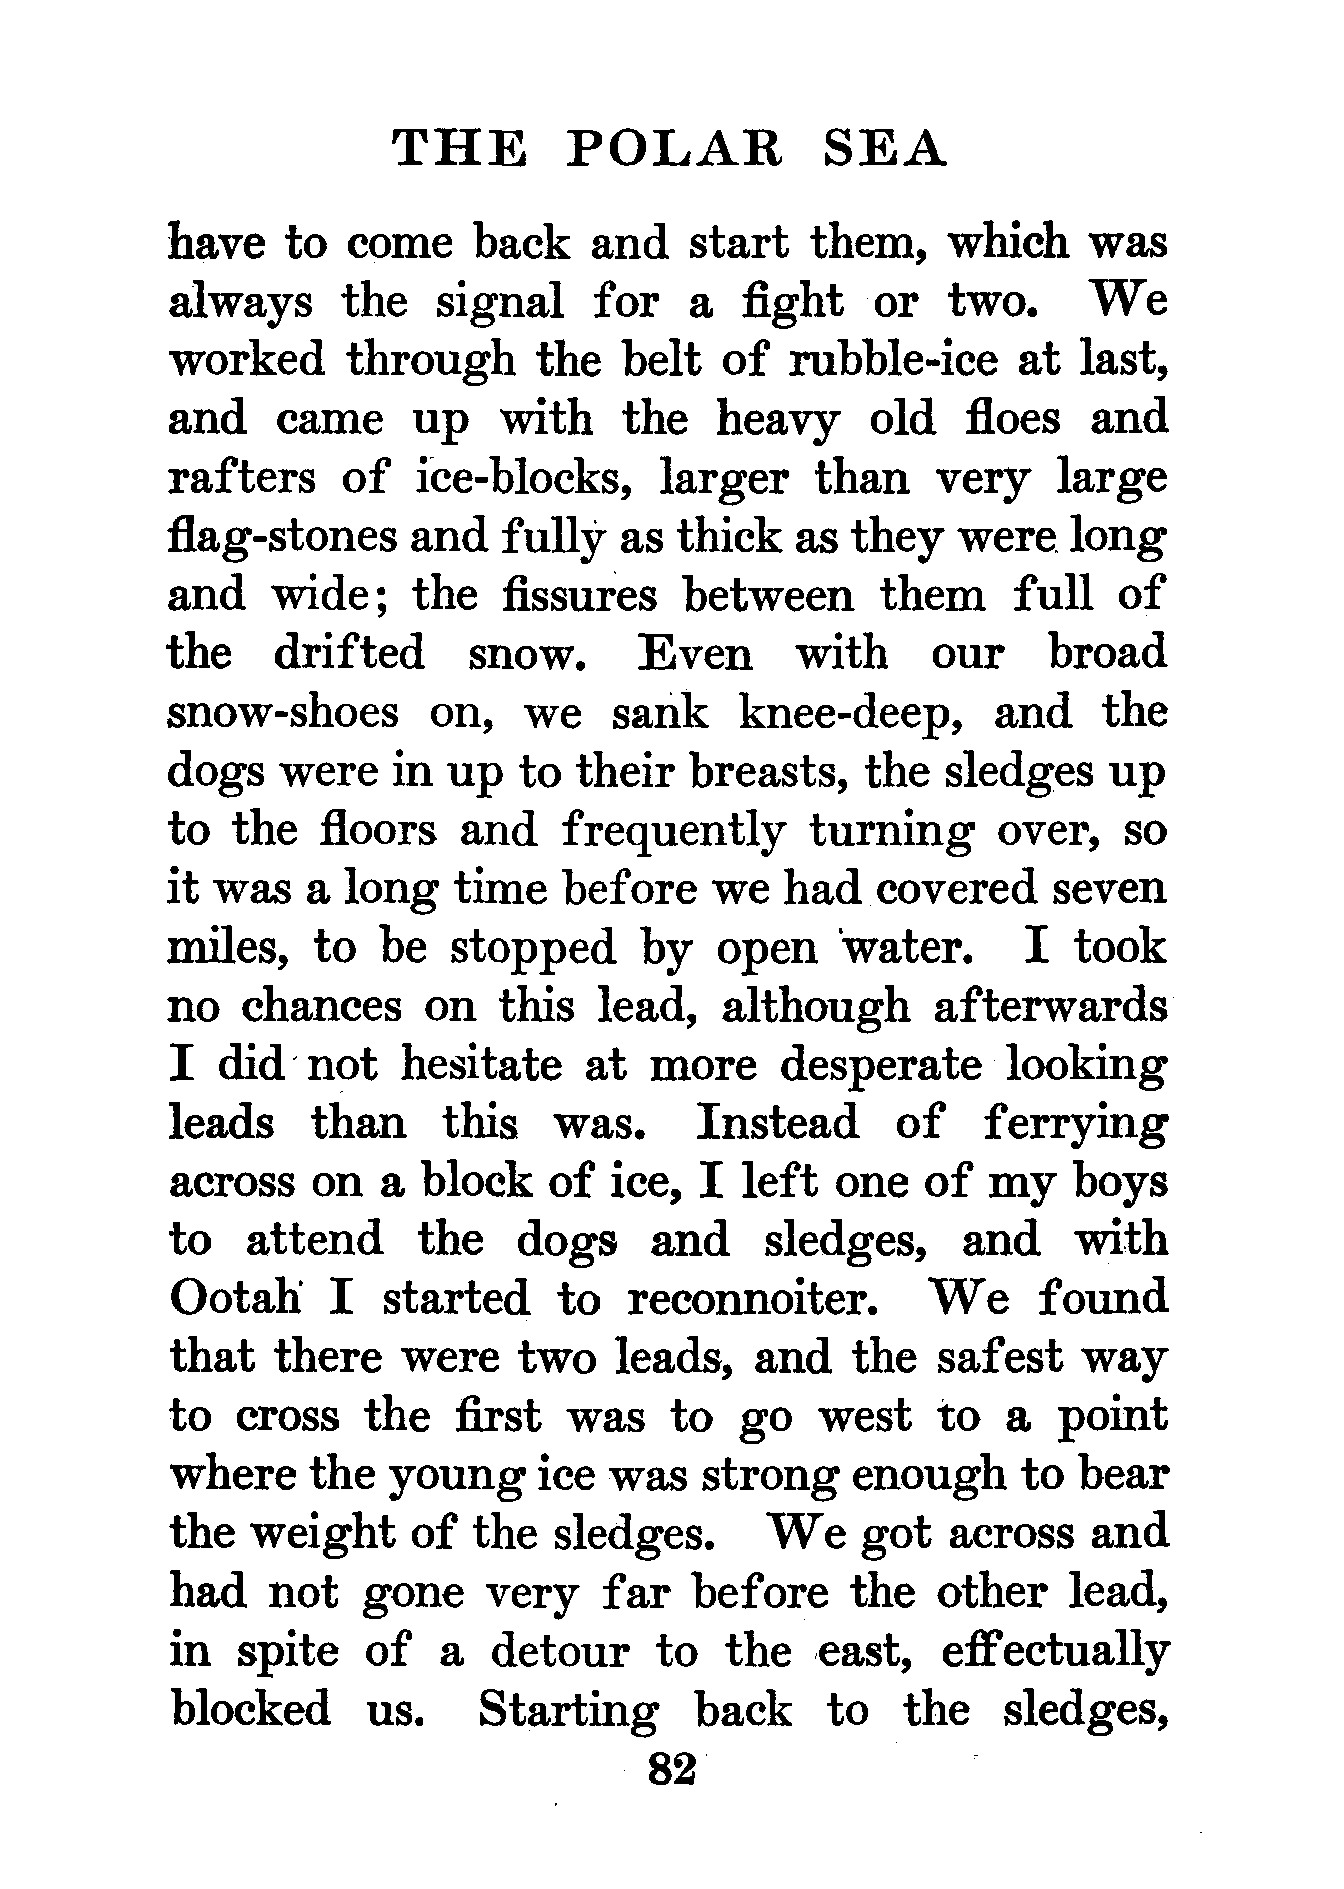 THE POLAR SEA
have to come back and start them, which was
always the signal for a fight or two. We
worked through the belt of rubble-ice at last,
and came up with the heavy old floes and
rafters of ice-blocks, larger than very large
flag-stones and fully as thick as they were long
and wide; the fissures between them full of
the drifted snow. Even with our broad
snow-shoes on, we sank knee-deep, and the
dogs were in up to their breasts, the sledges up
to the floors and frequently turning over, so
it was a long time before we had covered seven
miles, to be stopped by open water. I took
no chances on this lead, although afterwards
I did not hesitate at more desperate looking
leads than this was. Instead of ferrying
across on a block of ice, I left one of my boys
to attend the dogs and sledges, and with
Ootah I started to reconnoiter. We found
that there were two leads, and the safest way
to cross the first was to go west to a point
where the young ice was strong enough to bear
the weight of the sledges. We got across and
had not gone very far before the other lead,
in spite of a detour to the east, effectually
blocked us. Starting back to the sledges,
82